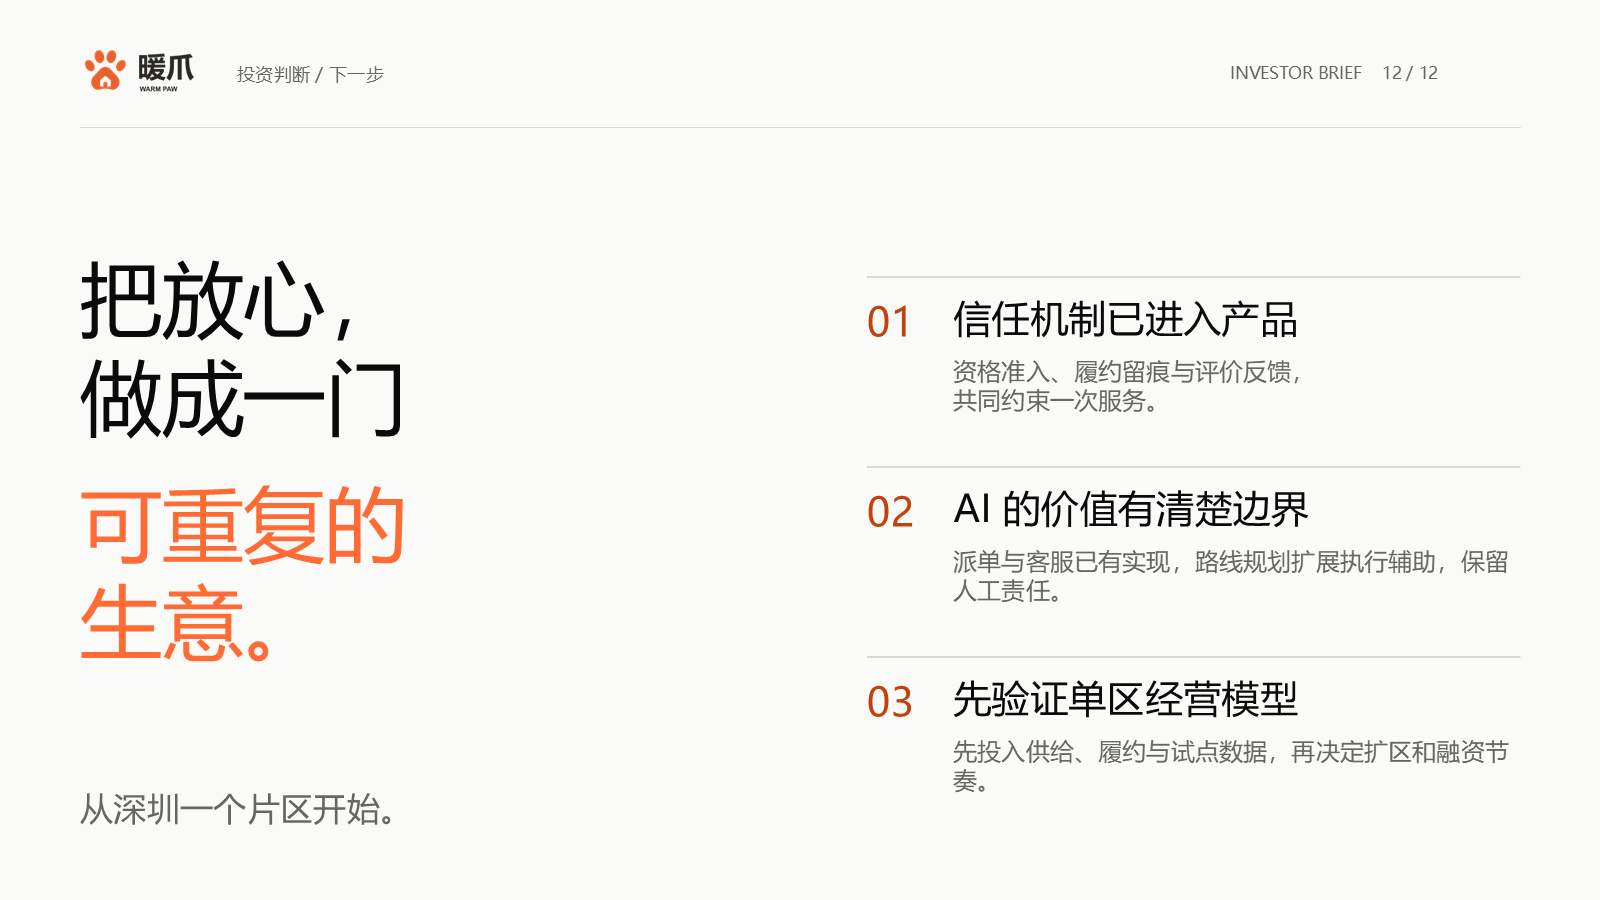 暖爪
WARM PAW
投资判断 / 下一步
INVESTOR BRIEF 12 / 12
把放心，
做成一门
可重复的
生意。
从深圳一个片区开始。
01 信任机制已进入产品
资格准入、履约留痕与评价反馈，
共同约束一次服务。
02 AI 的价值有清楚边界
派单与客服已有实现，路线规划扩展执行辅助，保留
人工责任。
03 先验证单区经营模型
先投入供给、履约与试点数据，再决定扩区和融资节
奏。